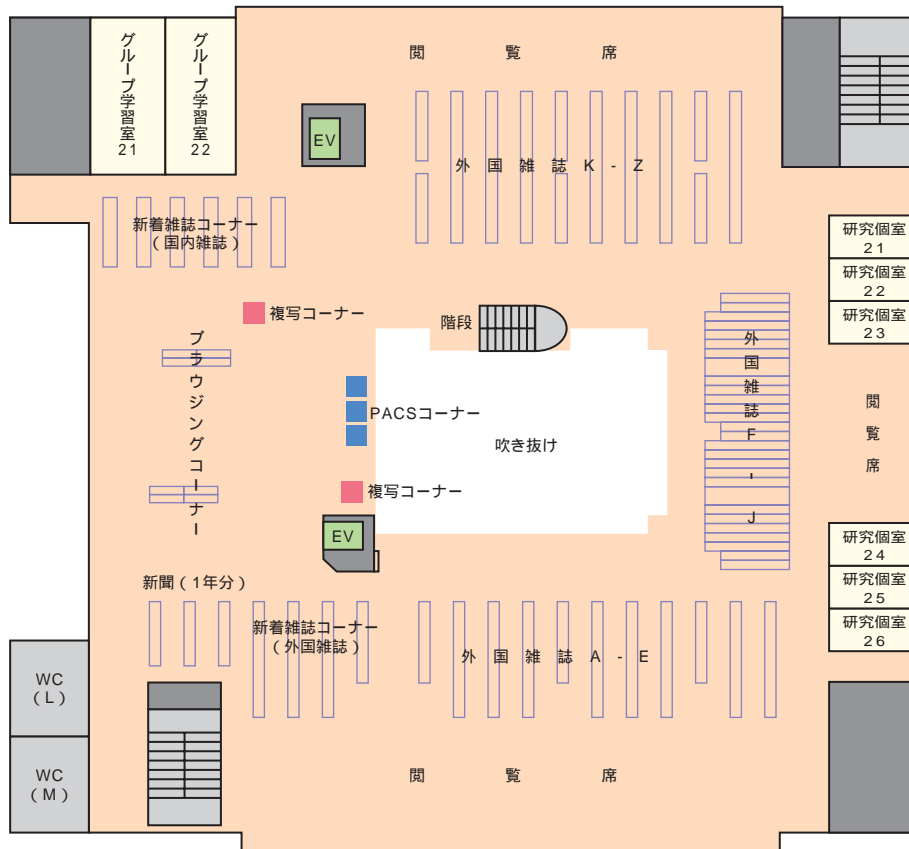 閲覧席
グループ学習室
21
グループ学習室
22
EV
外国雑誌K-Z
新着雑誌コーナー
(国内雑誌)
研究個室
21
研究個室
22
研究個室
23
複写コーナー
階段
ブラウジングコーナー
PACSコーナー
吹き抜け
外国雑誌F-J
閲覧席
複写コーナー
EV
研究個室
24
研究個室
25
研究個室
26
新聞(1年分)
新着雑誌コーナー
(外国雑誌)
外国雑誌A-E
WC
(L)
WC
(M)
閲覧席